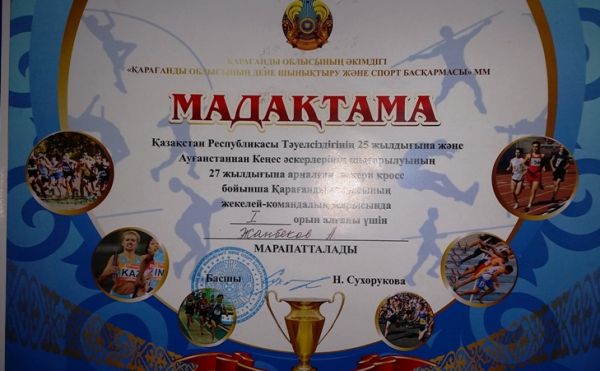 ҚАРАҒАНДЫ ОБЛЫСЫНЫҢ ӘКІМДІГІ
«ҚАРАҒАНДЫ ОБЛЫСЫНЫҢ ДЕНЕ ШЫНЫҚТЫРУ ЖӘНЕ СПОРТ БАСҚАРМАСЫ» ММ
МАДАҚТАМА
Қазақстан Республикасы Тәуелсіздігінің 25 жылдығына және
Ауғанстаннан Кеңес әскерлерінің шығарылуының
27 жылдығына арналған әскери кросс
бойынша Қарағанды облысының
жекелей-командалық жарысында
I орын алғаны үшін
Жанбеков А
МАРАПАТТАЛАДЫ
Басшы Н. Сухорукова
KAZ